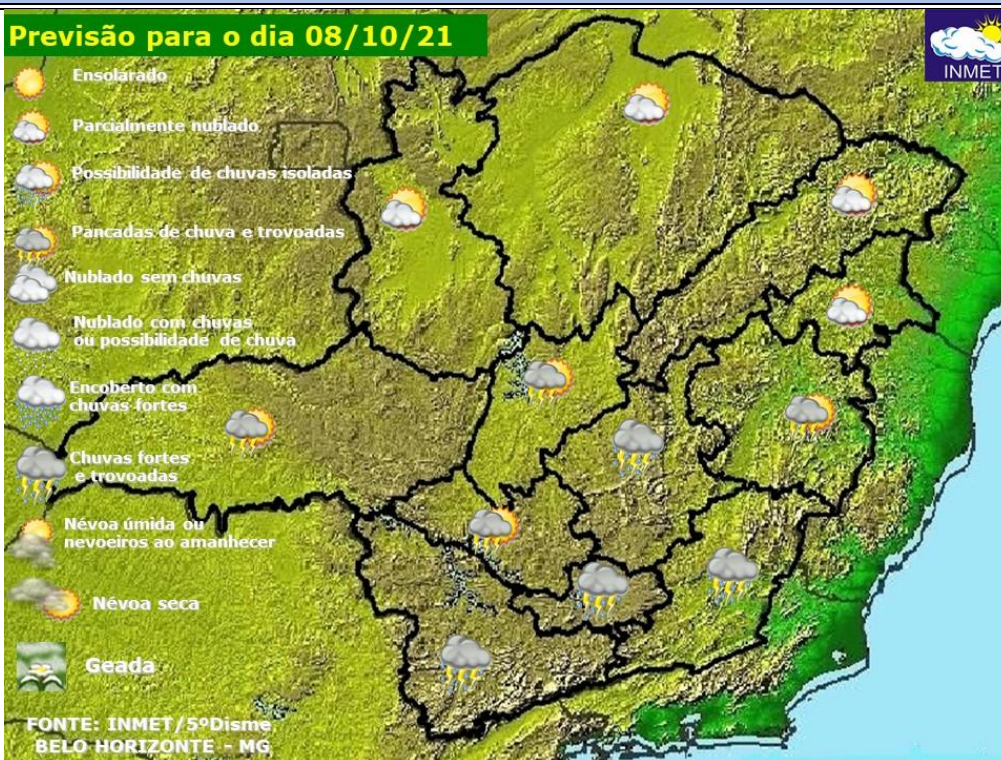 Previsão para o dia 08/10/21
INMET
Ensolarado
Parcialmente nublado
Possibilidade de chuvas isoladas
Pancadas de chuva e trovoadas
Nublado sem chuvas
Nublado com chuvas
ou possibilidade de chuva
Encoberto com
chuvas fortes
Chuvas fortes
e trovoadas
Névoa úmida ou
nevoeiros ao amanhecer
Névoa seca
Geada
FONTE: INMET/5ºDisme
BELO HORIZONTE - MG